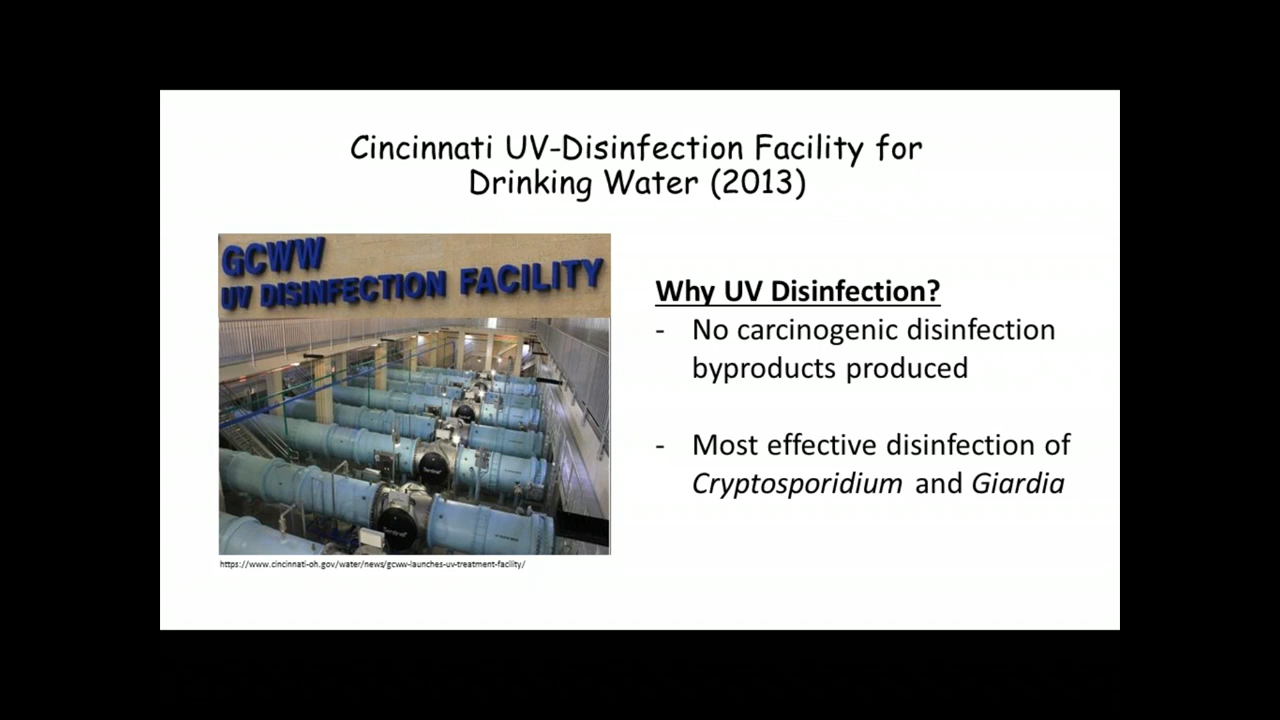 Cincinnati UV-Disinfection Facility for
Drinking Water (2013)
GCWW
UV DISINFECTION FACILITY
Sentinel
Sentinel
https://www.cincinnati-oh.gov/water/news/gcww-launches-uv-treatment-facility/
Why UV Disinfection?
- No carcinogenic disinfection
byproducts produced
- Most effective disinfection of
Cryptosporidium and Giardia